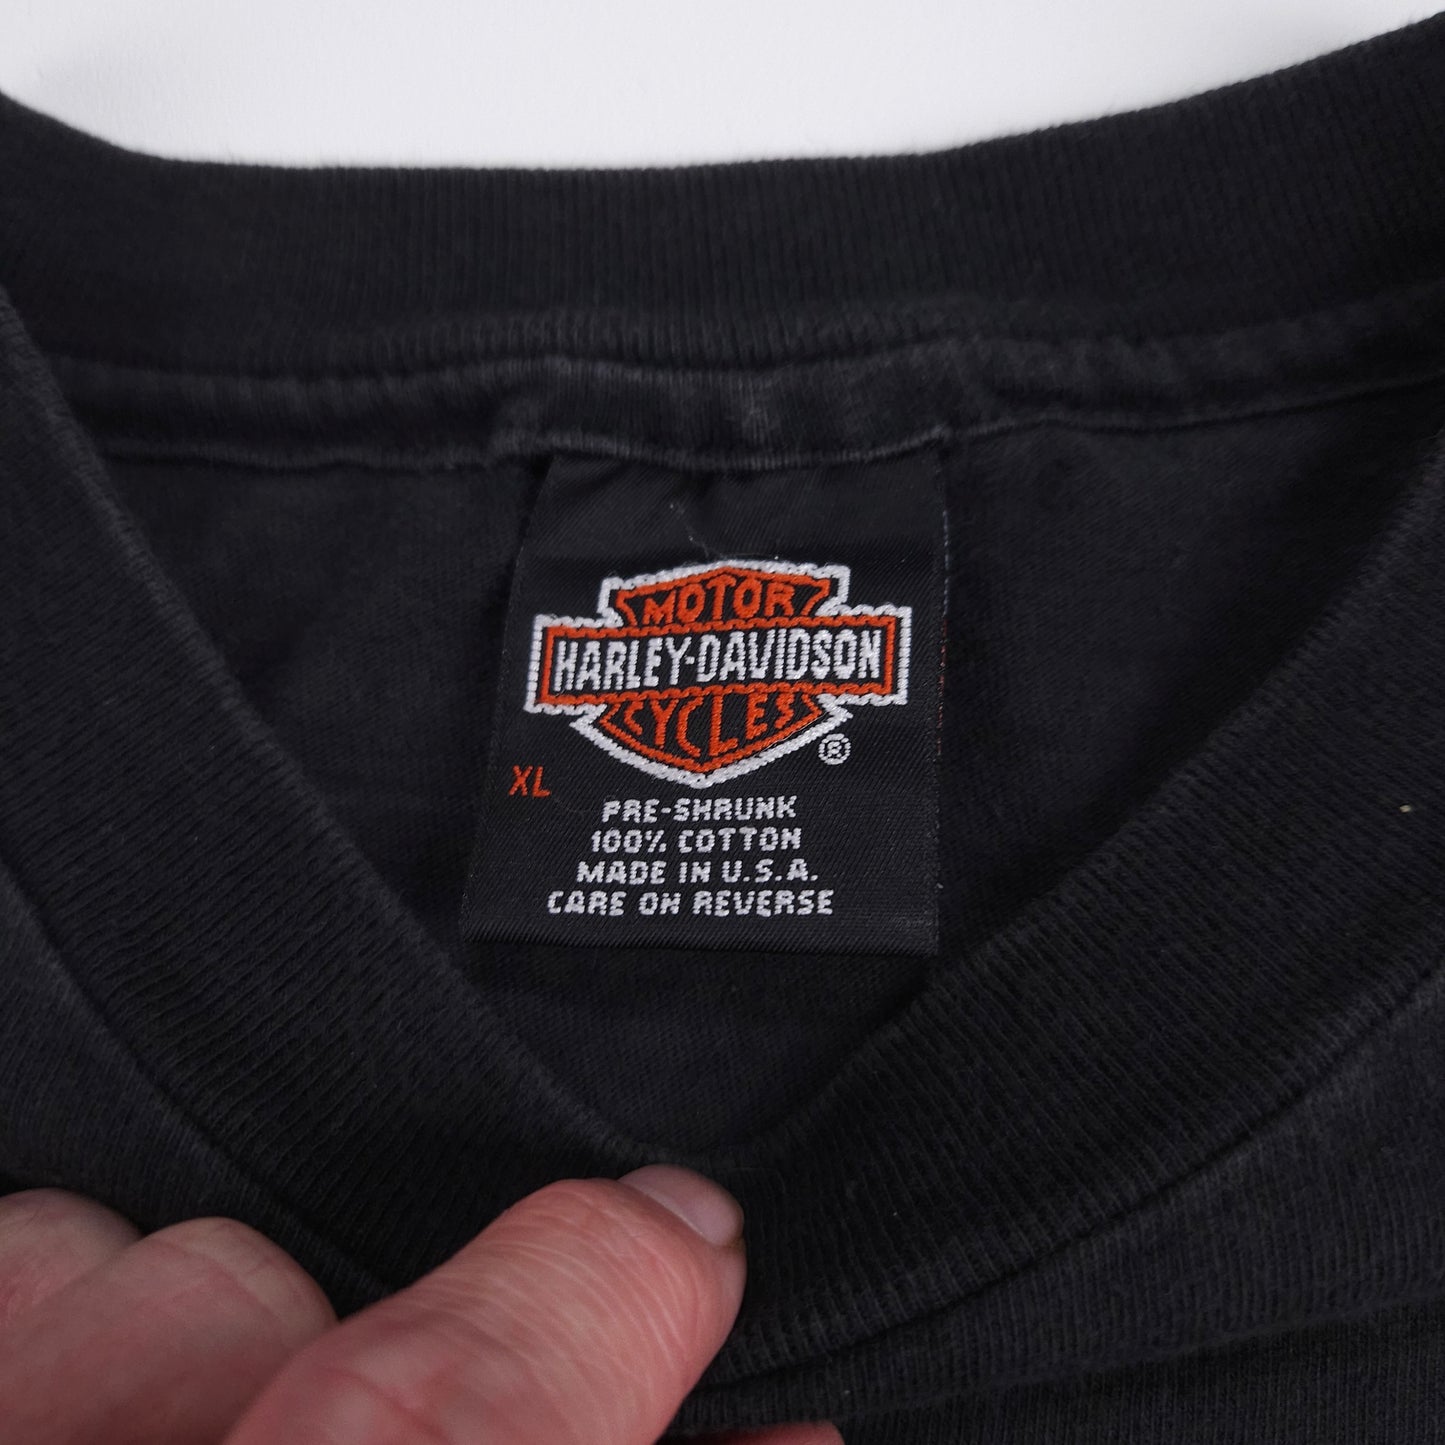 MOTOR
HARLEY-DAVIDSON
CYCLES
®
XL
PRE-SHRUNK
100% COTTON
MADE IN U.S.A.
CARE ON REVERSE